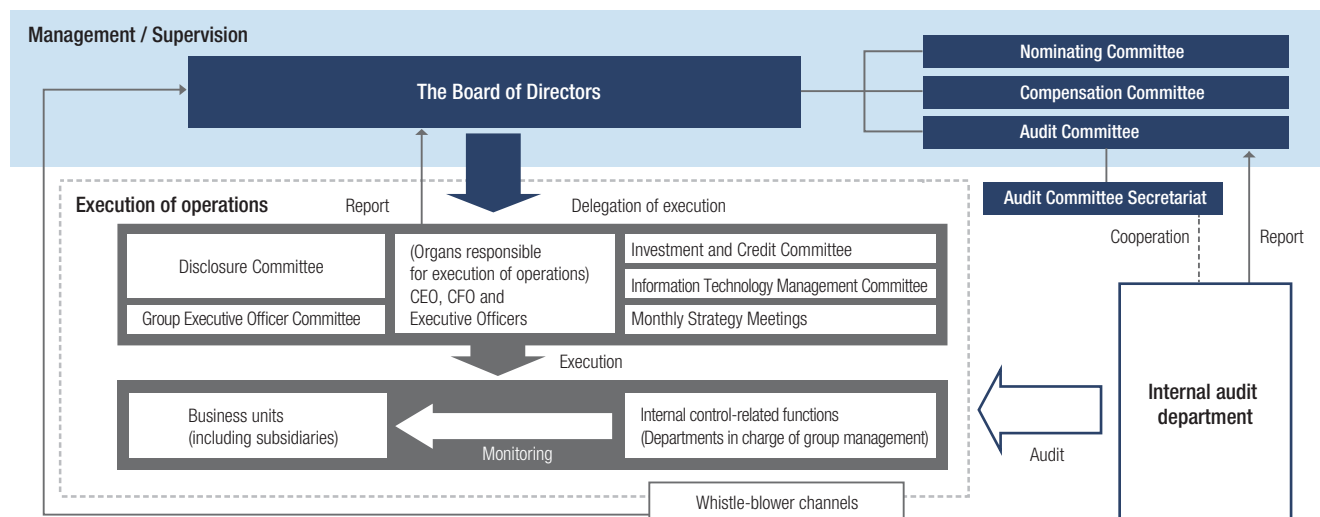 Management / Supervision
The Board of Directors
Nominating Committee
Compensation Committee
Audit Committee
Audit Committee Secretariat
Cooperation
Report
Execution of operations
Report
Delegation of execution
Disclosure Committee
Group Executive Officer Committee
(Organs responsible
for execution of operations)
CEO, CFO and
Executive Officers
Investment and Credit Committee
Information Technology Management Committee
Monthly Strategy Meetings
Execution
Business units
(including subsidiaries)
Monitoring
Internal control-related functions
(Departments in charge of group management)
Audit
Internal audit
department
Whistle-blower channels